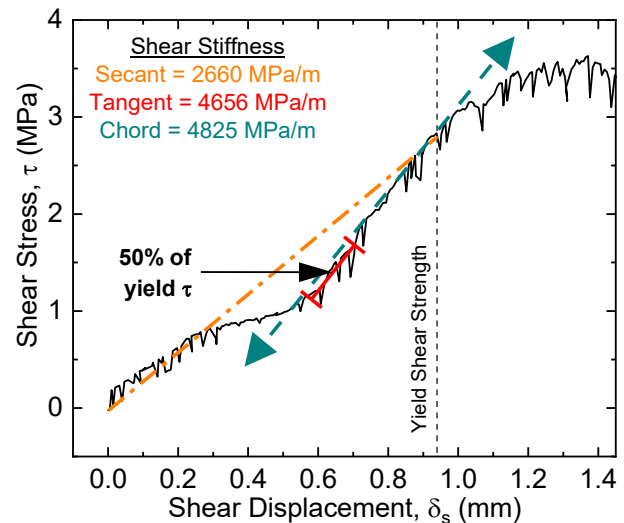 Shear Stiffness
Secant = 2660 MPa/m
Tangent = 4656 MPa/m
Chord = 4825 MPa/m
50% of
yield τ
Yield Shear Strength
Shear Stress, τ (MPa)
5
4
3
2
1
0
0.0 0.2 0.4 0.6 0.8 1.0 1.2 1.4
Shear Displacement, δs (mm)